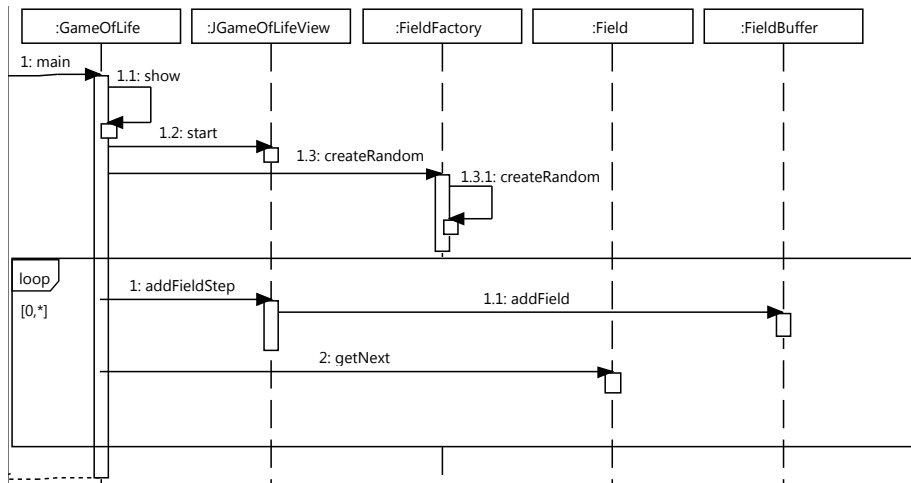 :GameOfLife
:JGameOfLifeView
:FieldFactory
:Field
:FieldBuffer
1: main
1.1: show
1.2: start
1.3: createRandom
1.3.1: createRandom
loop
[0,*]
1: addFieldStep
1.1: addField
2: getNext